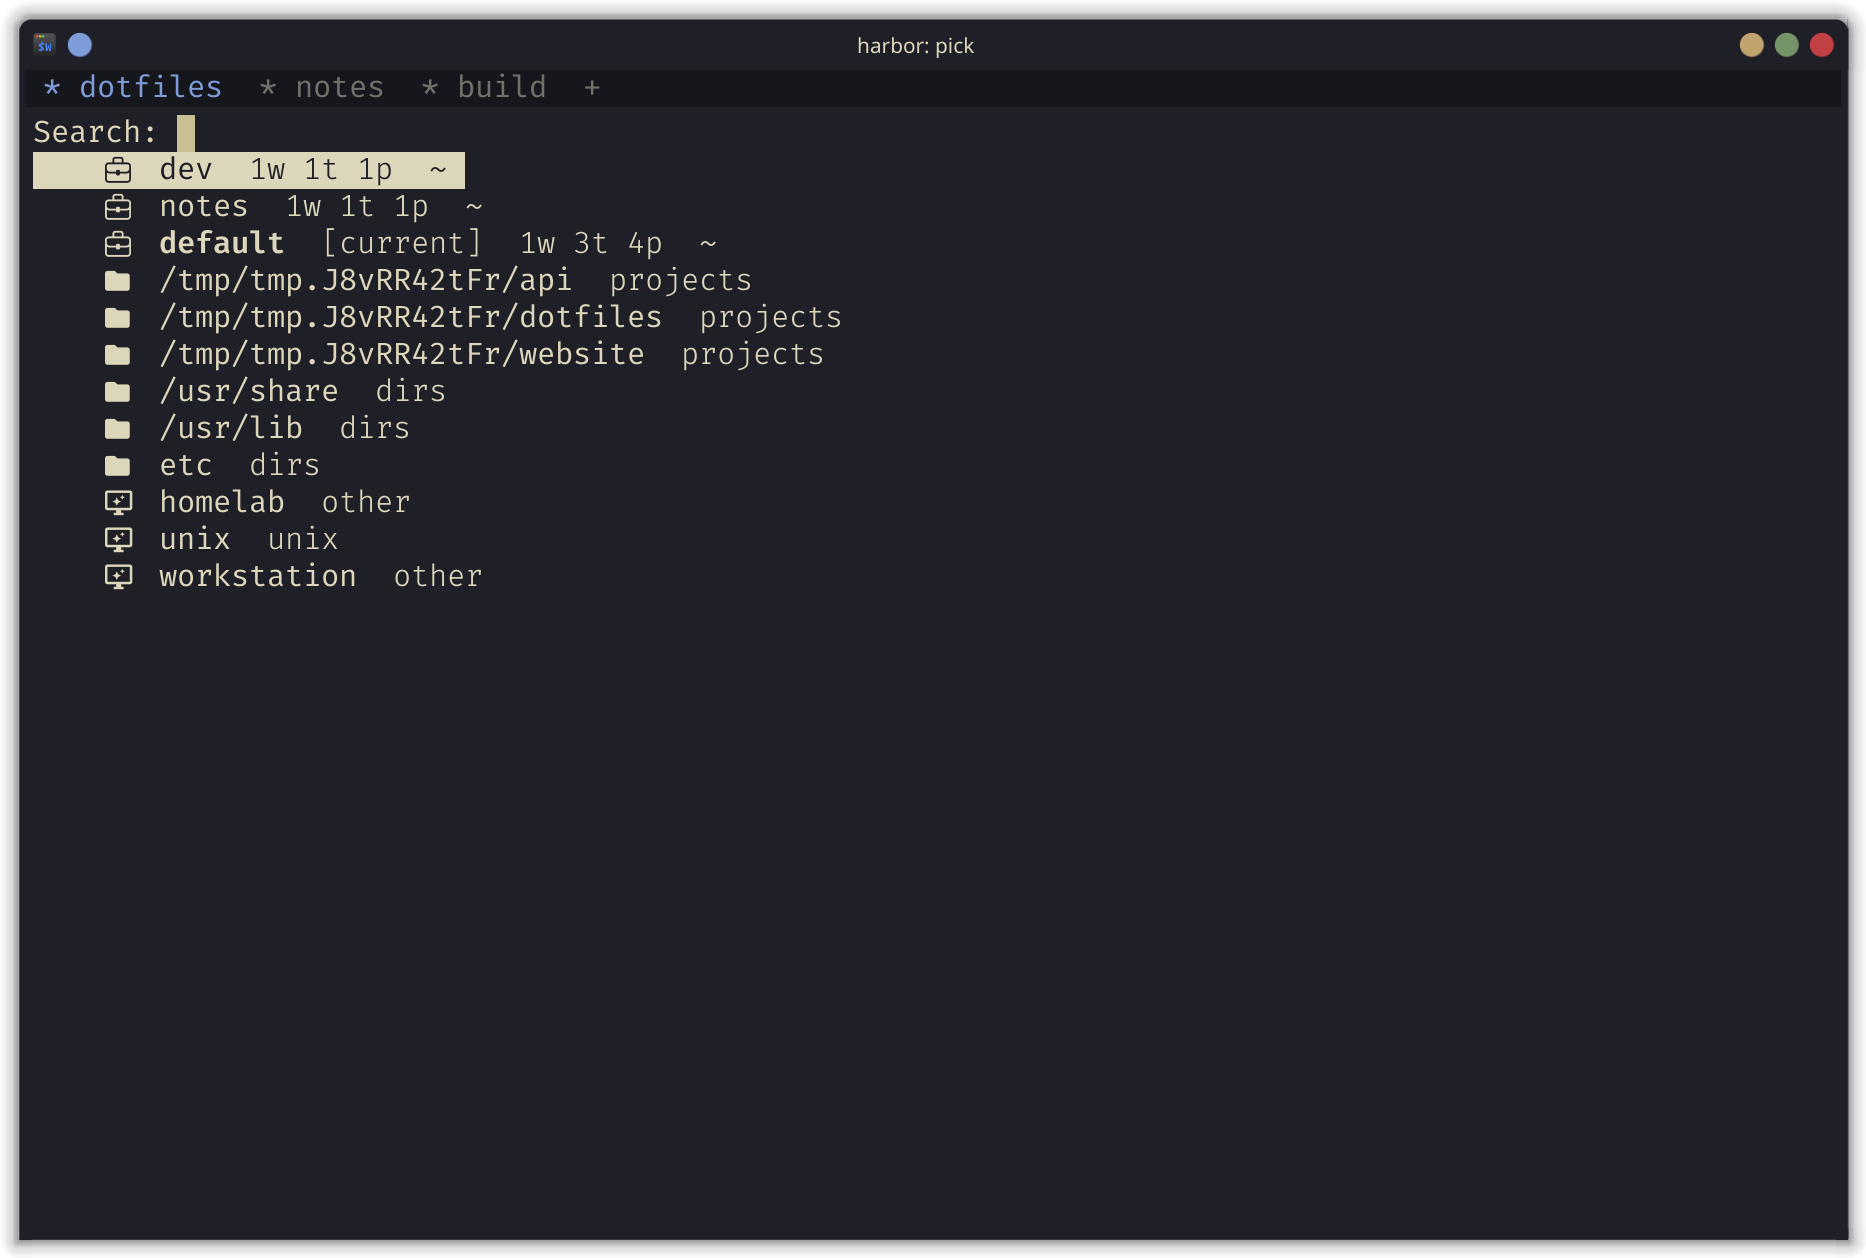 $W
harbor: pick
* dotfiles * notes * build +
Search:
dev 1w 1t 1p ~
notes 1w 1t 1p ~
default [current] 1w 3t 4p ~
/tmp/tmp.J8vRR42tFr/api projects
/tmp/tmp.J8vRR42tFr/dotfiles projects
/tmp/tmp.J8vRR42tFr/website projects
/usr/share dirs
/usr/lib dirs
etc dirs
homelab other
unix unix
workstation other